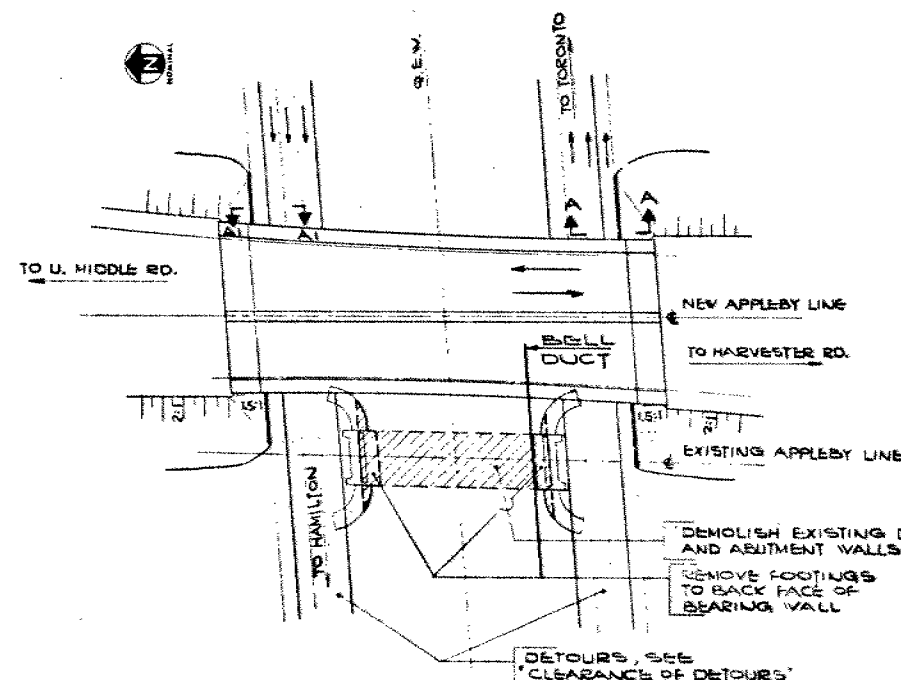 N
NOMINAL
Q.E.W.
TO TORONTO
A
A
A'
A'
TO U. MIDDLE RD.
NEW APPLEBY LINE
BELL
DUCT
TO HARVESTER RD.
2:1
1.5:1
1.5:1
2:1
EXISTING APPLEBY LINE
TO HAMILTON
DEMOLISH EXISTING D
AND ABUTMENT WALLS
REMOVE FOOTINGS
TO BACK FACE OF
BEARING WALL
DETOURS, SEE
'CLEARANCE OF DETOURS'